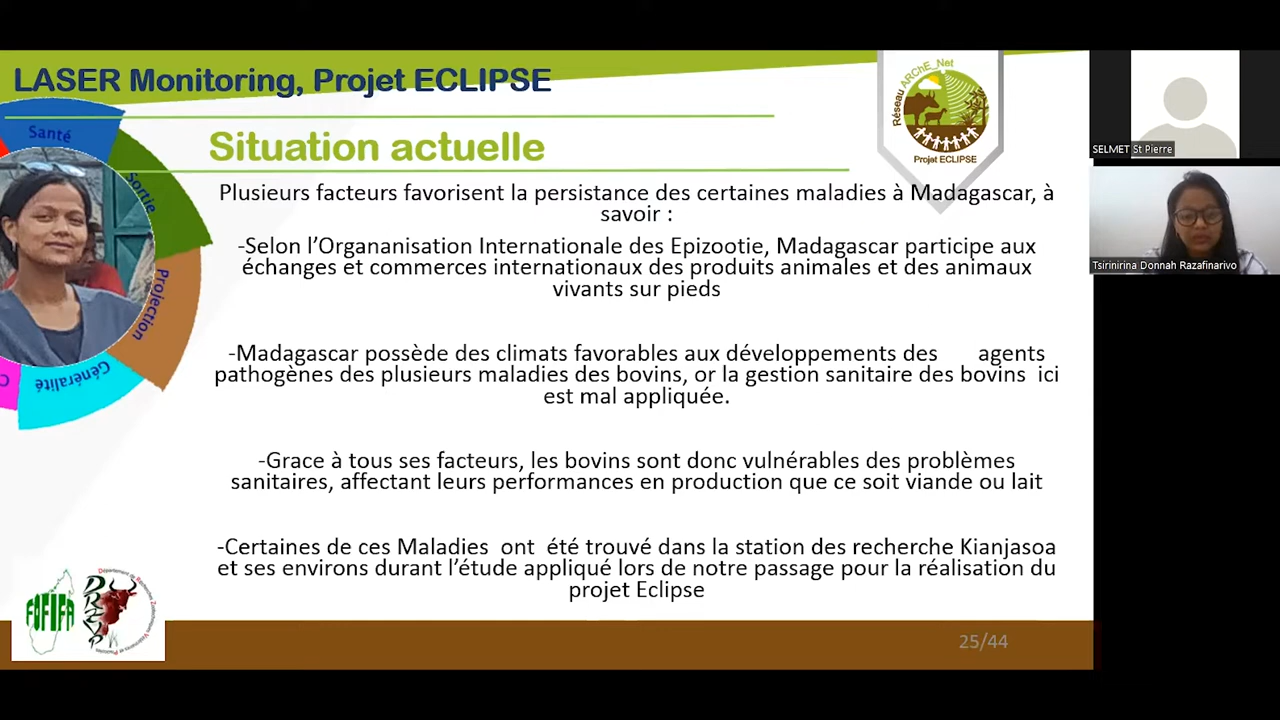 LASER Monitoring, Projet ECLIPSE
Santé
Sortie
Projection
Généralité
C
Situation actuelle
Réseau ARChE_Net
Projet ECLIPSE
Plusieurs facteurs favorisent la persistance des certaines maladies à Madagascar, à
savoir :
-Selon l’Organanisation Internationale des Epizootie, Madagascar participe aux
échanges et commerces internationaux des produits animales et des animaux
vivants sur pieds
-Madagascar possède des climats favorables aux développements des agents
pathogènes des plusieurs maladies des bovins, or la gestion sanitaire des bovins ici
est mal appliquée.
-Grace à tous ses facteurs, les bovins sont donc vulnérables des problèmes
sanitaires, affectant leurs performances en production que ce soit viande ou lait
-Certaines de ces Maladies ont été trouvé dans la station des recherche Kianjasoa
et ses environs durant l’étude appliqué lors de notre passage pour la réalisation du
projet Eclipse
FOFIFA
DRZVP
25/44
SELMET St Pierre
Tsirinirina Donnah Razafinarivo